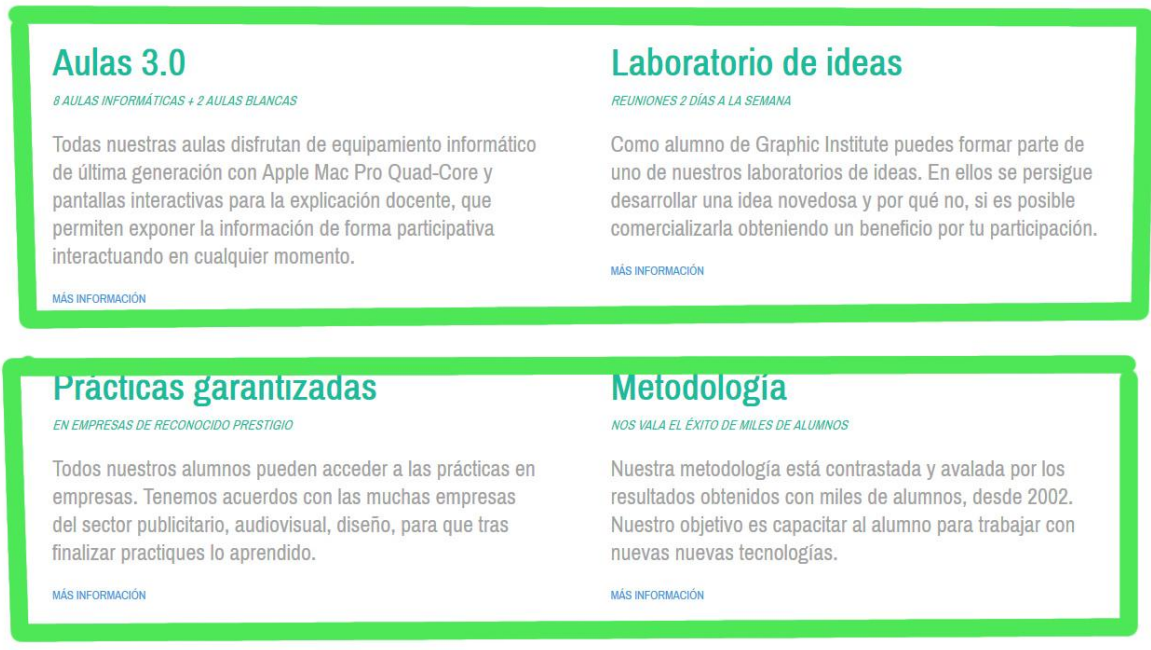 Aulas 3.0
8 AULAS INFORMÁTICAS + 2 AULAS BLANCAS
Todas nuestras aulas disfrutan de equipamiento informático
de última generación con Apple Mac Pro Quad-Core y
pantallas interactivas para la explicación docente, que
permiten exponer la información de forma participativa
interactuando en cualquier momento.
MÁS INFORMACIÓN
Laboratorio de ideas
REUNIONES 2 DÍAS A LA SEMANA
Como alumno de Graphic Institute puedes formar parte de
uno de nuestros laboratorios de ideas. En ellos se persigue
desarrollar una idea novedosa y por qué no, si es posible
comercializarla obteniendo un beneficio por tu participación.
MÁS INFORMACIÓN
Prácticas garantizadas
EN EMPRESAS DE RECONOCIDO PRESTIGIO
Todos nuestros alumnos pueden acceder a las prácticas en
empresas. Tenemos acuerdos con las muchas empresas
del sector publicitario, audiovisual, diseño, para que tras
finalizar practiques lo aprendido.
MÁS INFORMACIÓN
Metodología
NOS VALA EL ÉXITO DE MILES DE ALUMNOS
Nuestra metodología está contrastada y avalada por los
resultados obtenidos con miles de alumnos, desde 2002.
Nuestro objetivo es capacitar al alumno para trabajar con
nuevas nuevas tecnologías.
MÁS INFORMACIÓN